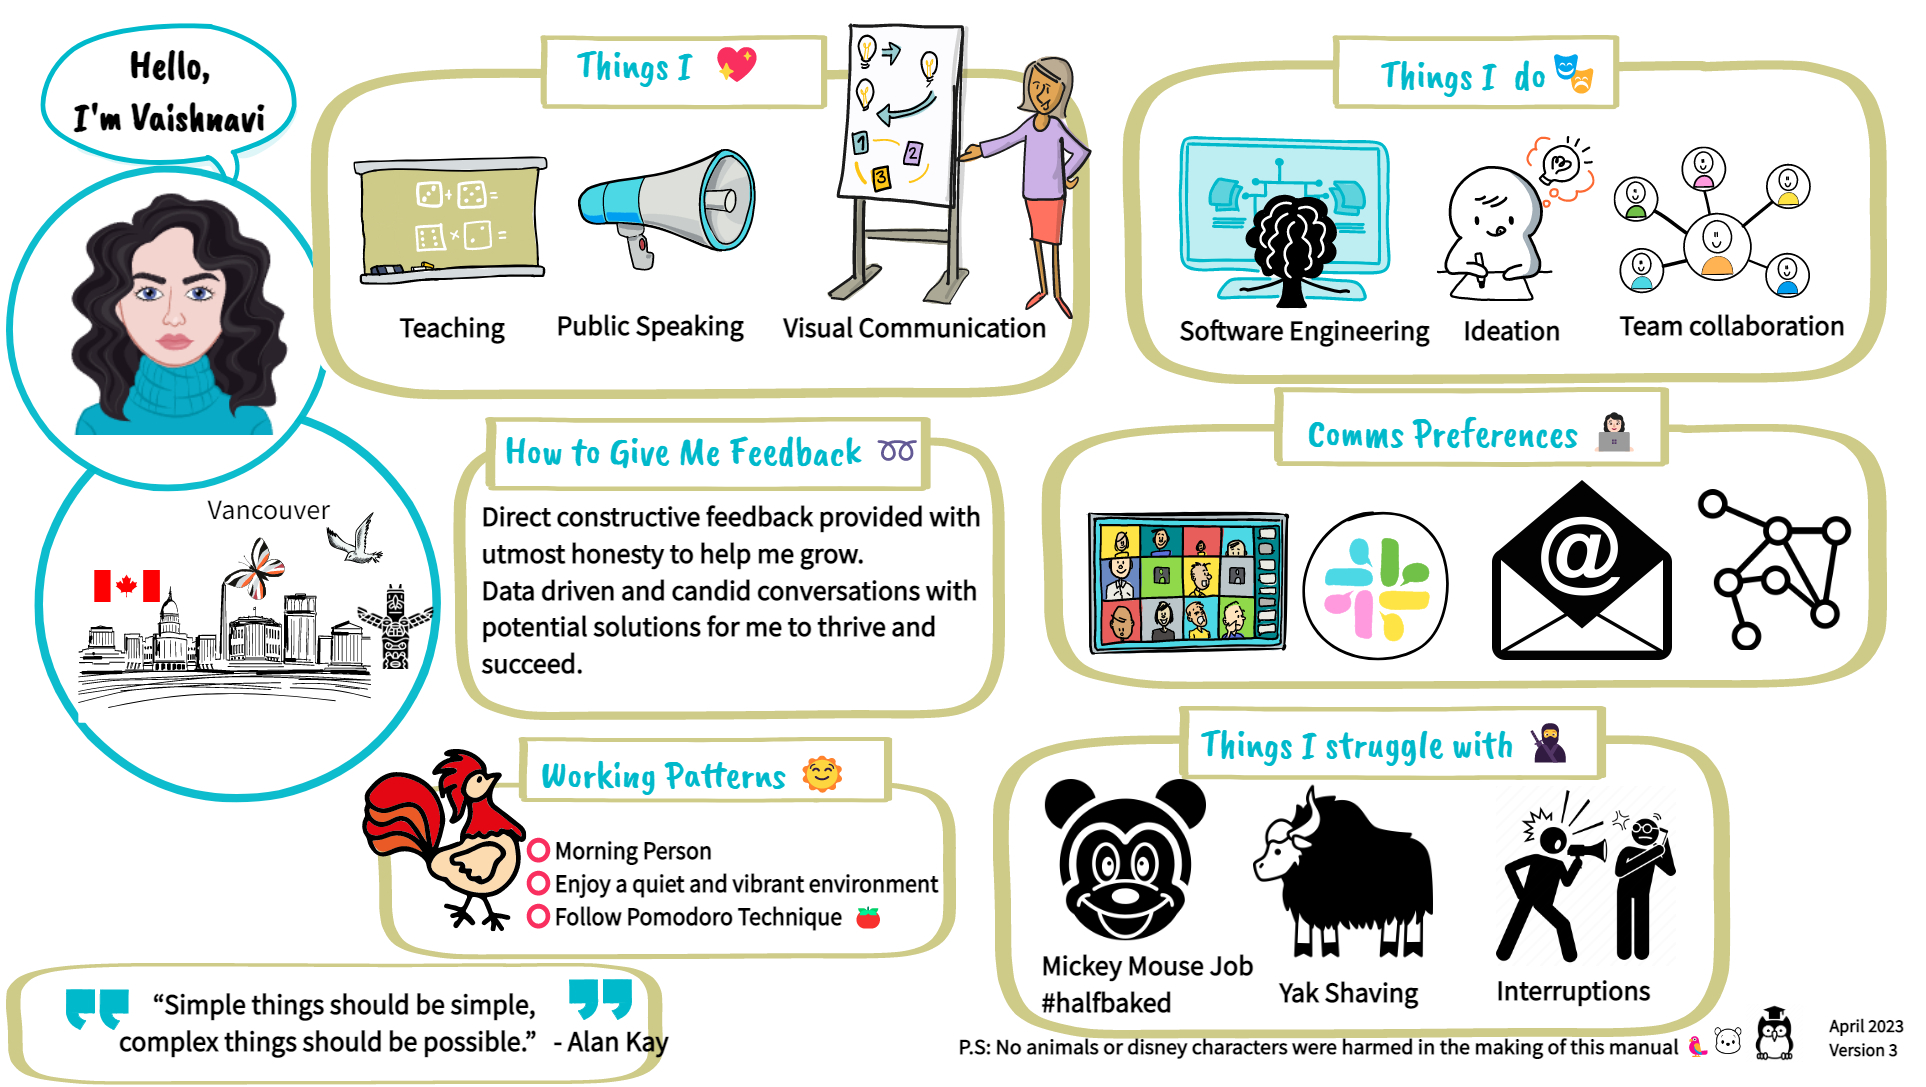 Hello,
I'm Vaishnavi
Things I
1
2
3
Teaching
Public Speaking
Visual Communication
Things I do
Software Engineering
Ideation
Team collaboration
Vancouver
How to Give Me Feedback
Direct constructive feedback provided with
utmost honesty to help me grow.
Data driven and candid conversations with
potential solutions for me to thrive and
succeed.
Comms Preferences
@
Working Patterns
Morning Person
Enjoy a quiet and vibrant environment
Follow Pomodoro Technique
Things I struggle with
Mickey Mouse Job
#halfbaked
Yak Shaving
Interruptions
“Simple things should be simple,
complex things should be possible.” - Alan Kay
P.S: No animals or disney characters were harmed in the making of this manual
April 2023
Version 3